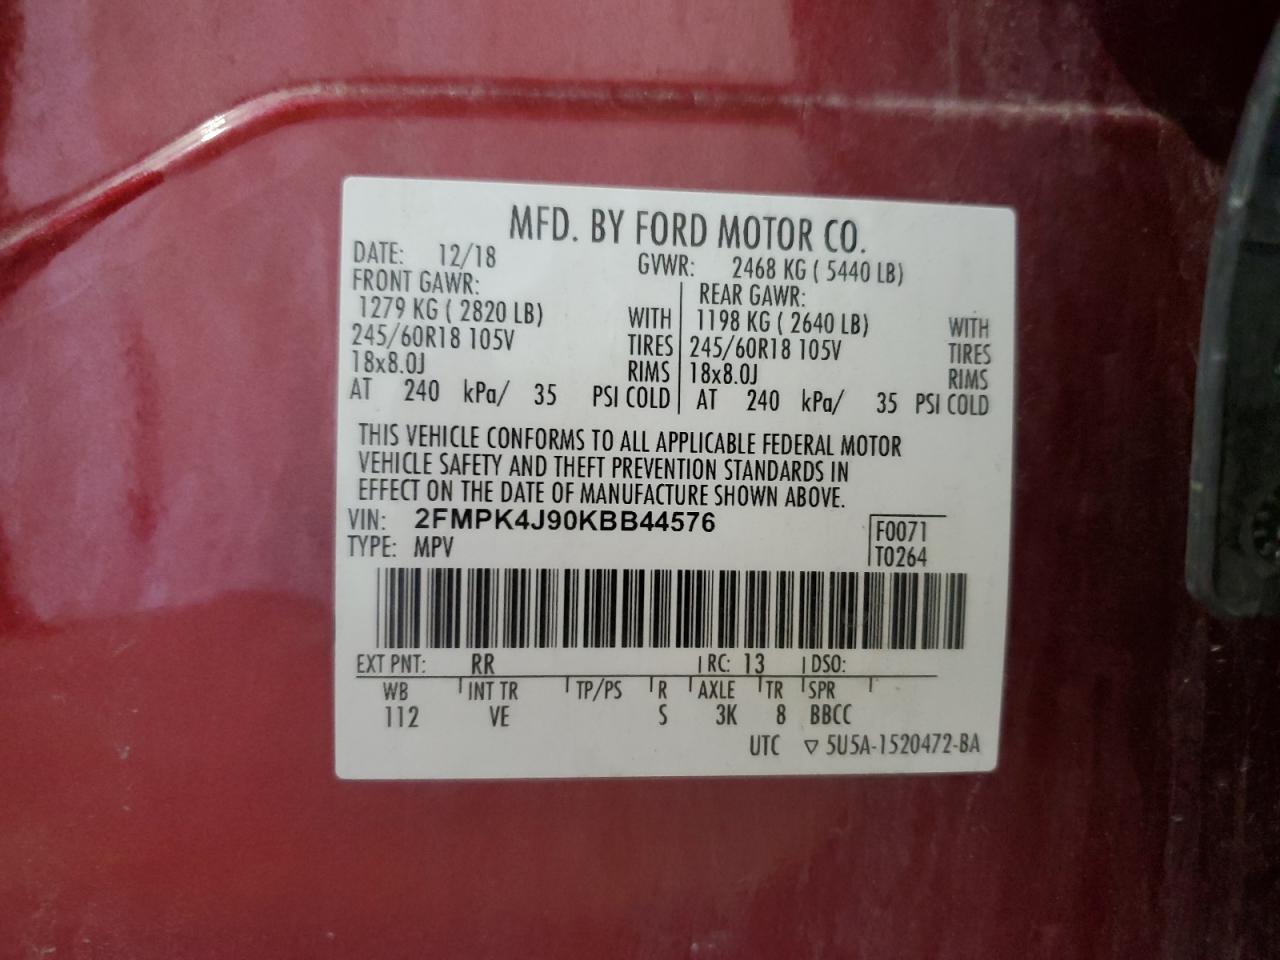 MFD. BY FORD MOTOR CO.
DATE: 12/18 GVWR: 2468 KG ( 5440 LB)
FRONT GAWR: REAR GAWR:
1279 KG ( 2820 LB) WITH 1198 KG ( 2640 LB) WITH
245/60R18 105V TIRES 245/60R18 105V TIRES
18x8.0J RIMS 18x8.0J RIMS
AT 240 kPa/ 35 PSI COLD AT 240 kPa/ 35 PSI COLD
THIS VEHICLE CONFORMS TO ALL APPLICABLE FEDERAL MOTOR
VEHICLE SAFETY AND THEFT PREVENTION STANDARDS IN
EFFECT ON THE DATE OF MANUFACTURE SHOWN ABOVE.
VIN: 2FMPK4J90KBB44576 F0071
TYPE: MPV T0264
EXT PNT: RR RC: 13 DSO:
WB INT TR TP/PS R AXLE TR SPR
112 VE S 3K 8 BBCC
UTC ▽ 5U5A-1520472-BA